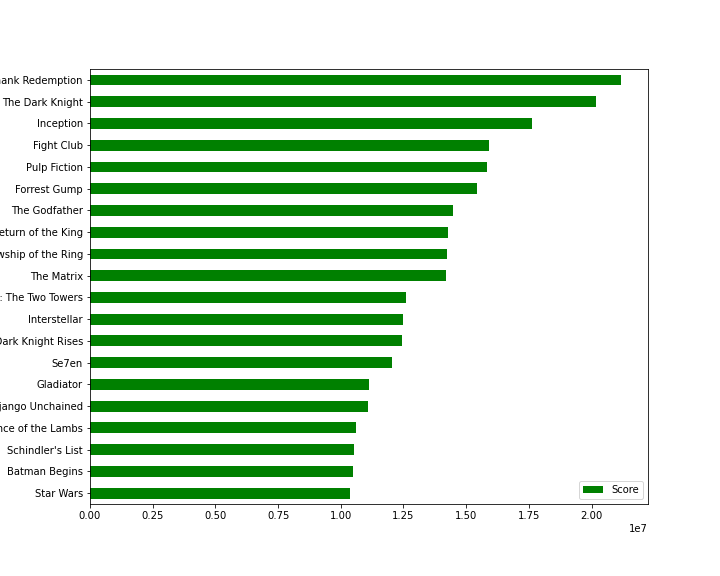 ank Redemption
The Dark Knight
Inception
Fight Club
Pulp Fiction
Forrest Gump
The Godfather
eturn of the King
wship of the Ring
The Matrix
: The Two Towers
Interstellar
Dark Knight Rises
Se7en
Gladiator
jango Unchained
nce of the Lambs
Schindler's List
Batman Begins
Star Wars
Score
0.00 0.25 0.50 0.75 1.00 1.25 1.50 1.75 2.00
1e7